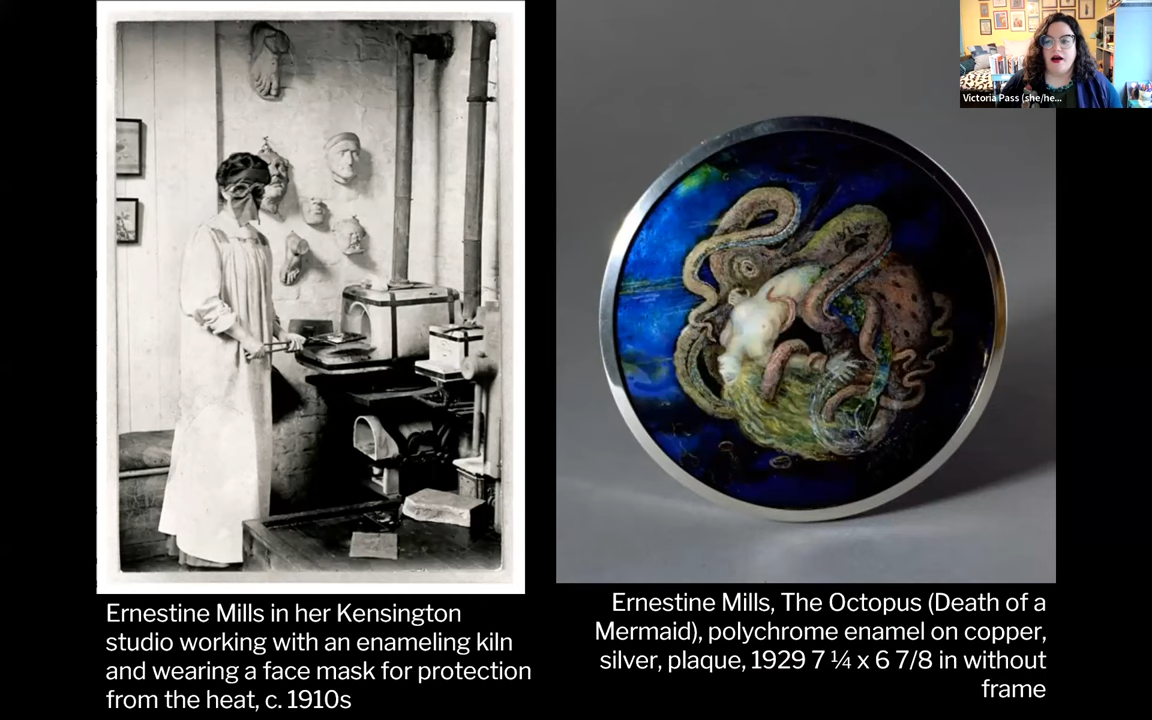 Victoria Pass (she/he...
Ernestine Mills in her Kensington
studio working with an enameling kiln
and wearing a face mask for protection
from the heat, c. 1910s
Ernestine Mills, The Octopus (Death of a
Mermaid), polychrome enamel on copper,
silver, plaque, 1929 7 ¼ x 6 7/8 in without
frame